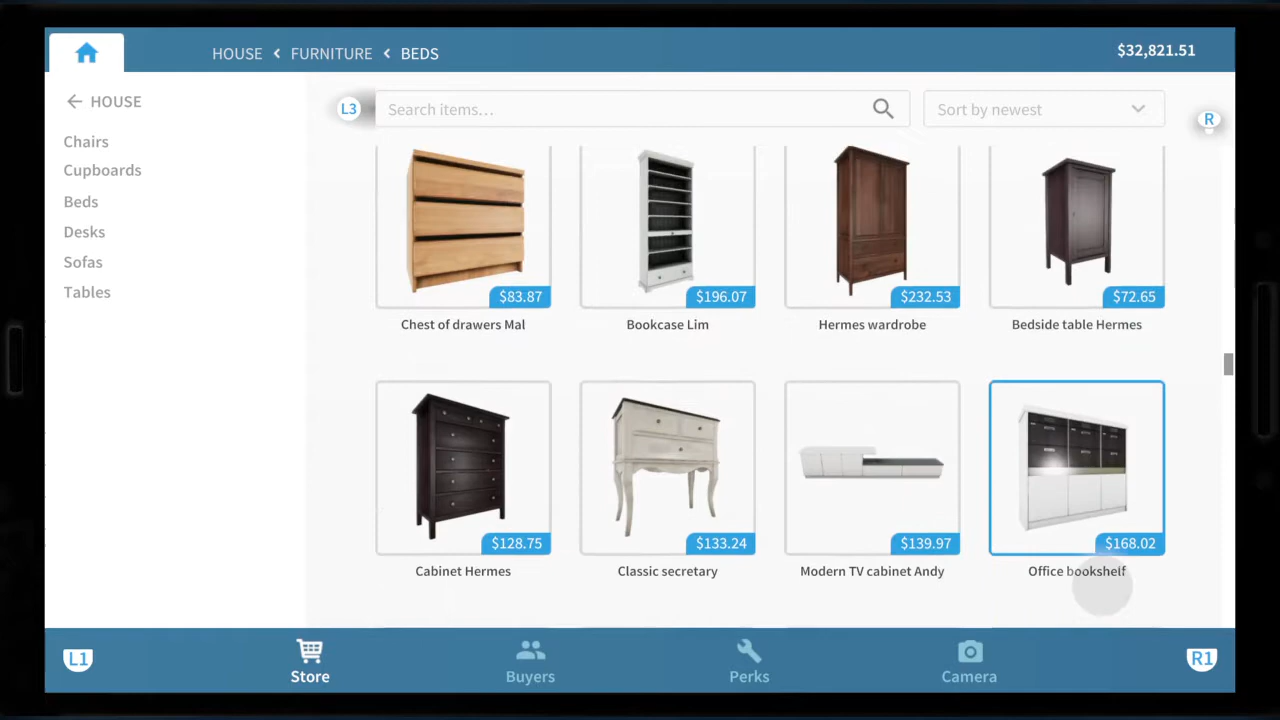 HOUSE < FURNITURE < BEDS
$32,821.51
HOUSE
L3
Search items...
Sort by newest
R
Chairs
Cupboards
Beds
Desks
Sofas
Tables
$83.87
$196.07
$232.53
$72.65
Chest of drawers Mal
Bookcase Lim
Hermes wardrobe
Bedside table Hermes
$128.75
$133.24
$139.97
$168.02
Cabinet Hermes
Classic secretary
Modern TV cabinet Andy
Office bookshelf
L1
Store
Buyers
Perks
Camera
R1